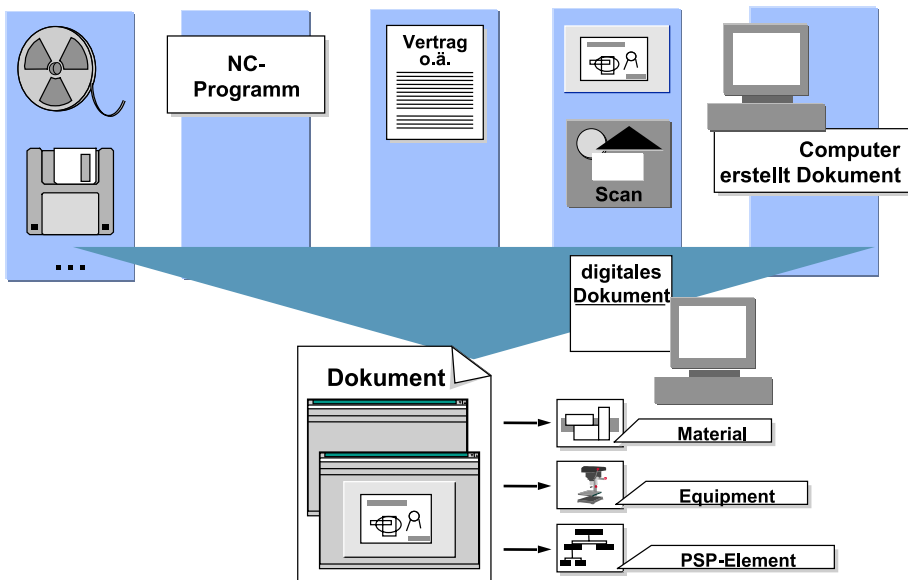 NC-
Programm
Vertrag
o.ä.
Scan
Computer
erstellt Dokument
...
digitales
Dokument
Dokument
Material
Equipment
PSP-Element